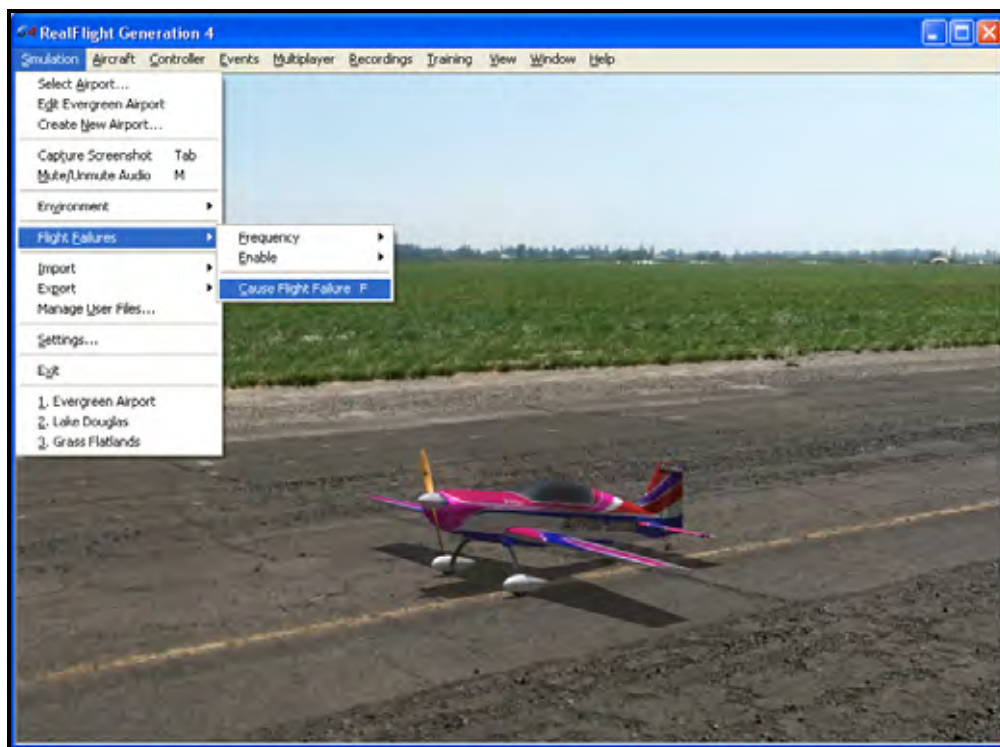 G4 RealFlight Generation 4
Simulation Aircraft Controller Events Multiplayer Recordings Training View Window Help
Select Airport...
Edit Evergreen Airport
Create New Airport...
Capture Screenshot Tab
Mute/Unmute Audio M
Environment
Flight Failures
Frequency
Enable
Cause Flight Failure F
Import
Export
Manage User Files...
Settings...
Exit
1. Evergreen Airport
2. Lake Douglas
3. Grass Flatlands